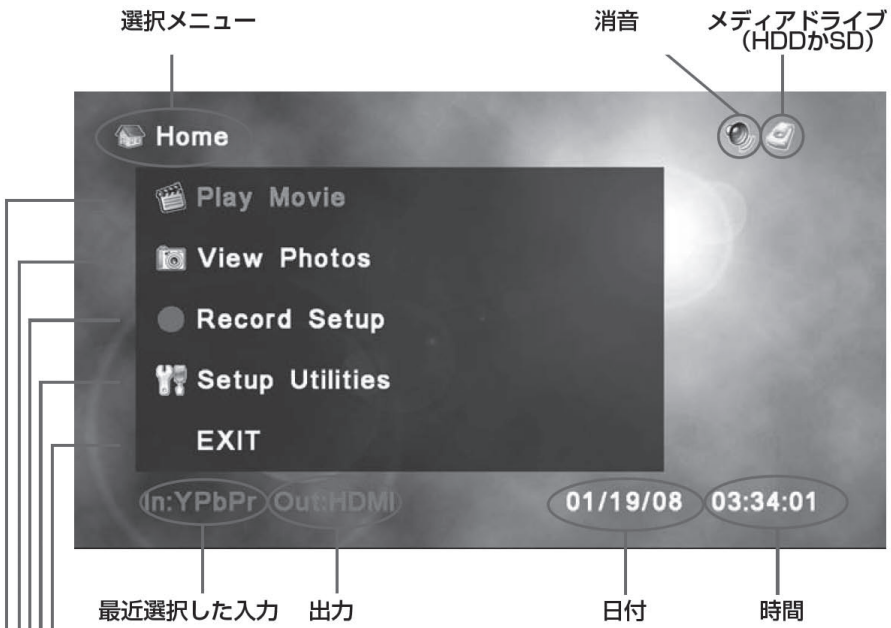 選択メニュー
消音
メディアドライブ
(HDDかSD)
Home
Play Movie
View Photos
Record Setup
Setup Utilities
EXIT
In:YPbPr
Out:HDMI
01/19/08
03:34:01
最近選択した入力
出力
日付
時間